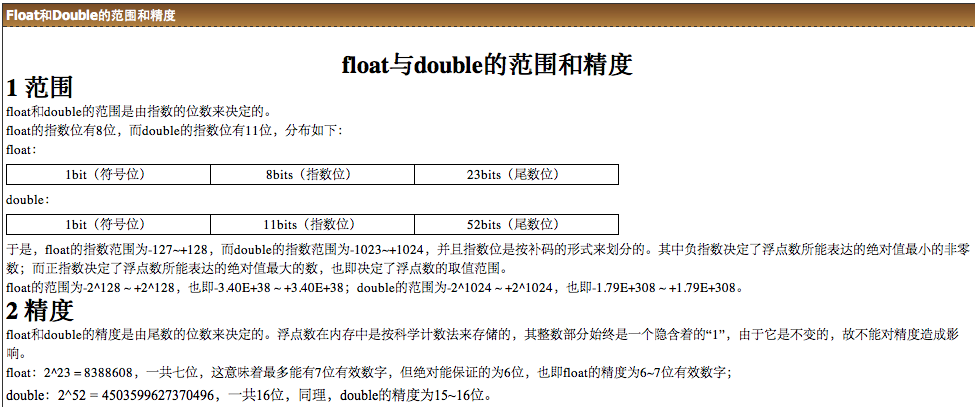 Float和Double的范围和精度
float与double的范围和精度
1 范围
float和double的范围是由指数的位数来决定的。
float的指数位有8位，而double的指数位有11位，分布如下：
float：
1bit（符号位） 8bits（指数位） 23bits（尾数位）
double：
1bit（符号位） 11bits（指数位） 52bits（尾数位）
于是，float的指数范围为-127~+128，而double的指数范围为-1023~+1024，并且指数位是按补码的形式来划分的。其中负指数决定了浮点数所能表达的绝对值最小的非零
数；而正指数决定了浮点数所能表达的绝对值最大的数，也即决定了浮点数的取值范围。
float的范围为-2^128 ~ +2^128，也即-3.40E+38 ~ +3.40E+38；double的范围为-2^1024 ~ +2^1024，也即-1.79E+308 ~ +1.79E+308。
2 精度
float和double的精度是由尾数的位数来决定的。浮点数在内存中是按科学计数法来存储的，其整数部分始终是一个隐含着的“1”，由于它是不变的，故不能对精度造成影
响。
float：2^23 = 8388608，一共七位，这意味着最多能有7位有效数字，但绝对能保证的为6位，也即float的精度为6~7位有效数字；
double：2^52 = 4503599627370496，一共16位，同理，double的精度为15~16位。